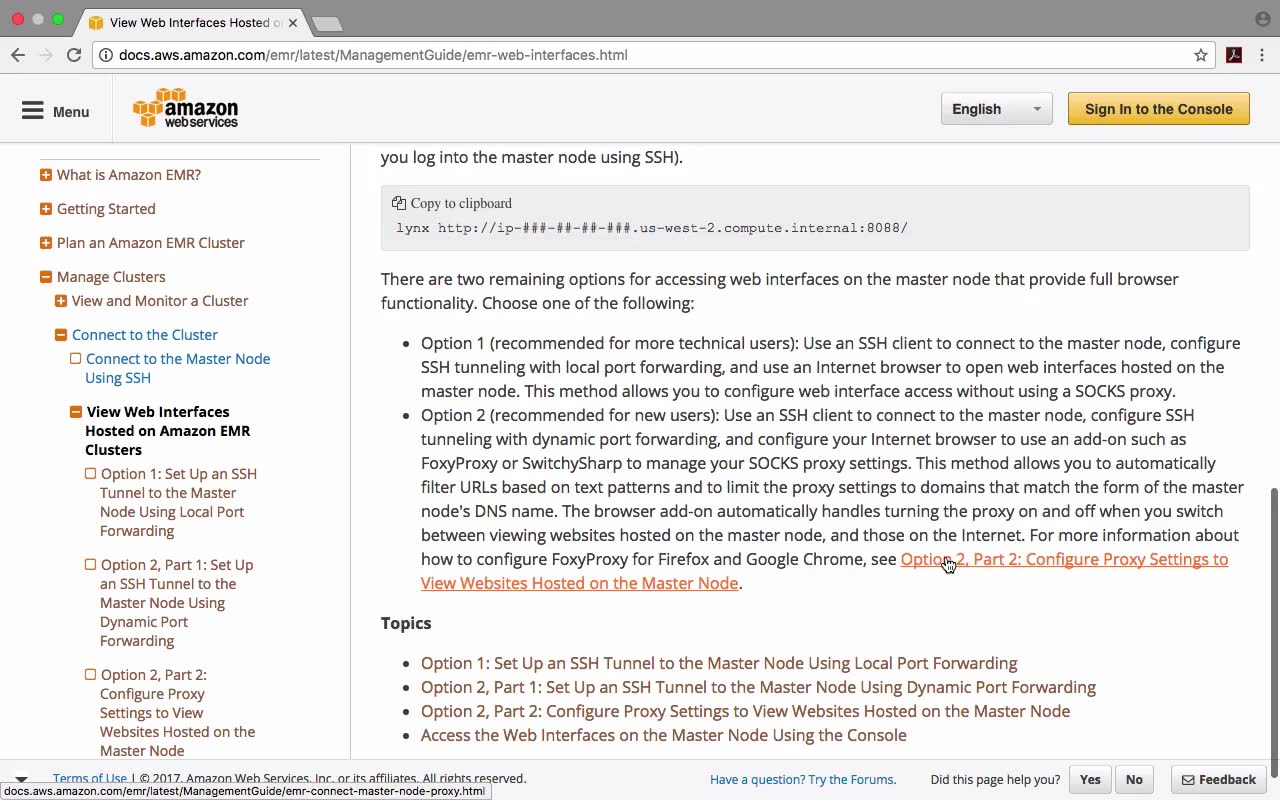 View Web Interfaces Hosted o
docs.aws.amazon.com/emr/latest/ManagementGuide/emr-web-interfaces.html
Menu
amazon
web services
English
Sign In to the Console
What is Amazon EMR?
Getting Started
Plan an Amazon EMR Cluster
Manage Clusters
View and Monitor a Cluster
Connect to the Cluster
Connect to the Master Node
Using SSH
View Web Interfaces
Hosted on Amazon EMR
Clusters
Option 1: Set Up an SSH
Tunnel to the Master
Node Using Local Port
Forwarding
Option 2, Part 1: Set Up
an SSH Tunnel to the
Master Node Using
Dynamic Port
Forwarding
Option 2, Part 2:
Configure Proxy
Settings to View
Websites Hosted on the
Master Node
you log into the master node using SSH).
Copy to clipboard
lynx http://ip-###-##-##-###.us-west-2.compute.internal:8088/
There are two remaining options for accessing web interfaces on the master node that provide full browser
functionality. Choose one of the following:
• Option 1 (recommended for more technical users): Use an SSH client to connect to the master node, configure
SSH tunneling with local port forwarding, and use an Internet browser to open web interfaces hosted on the
master node. This method allows you to configure web interface access without using a SOCKS proxy.
• Option 2 (recommended for new users): Use an SSH client to connect to the master node, configure SSH
tunneling with dynamic port forwarding, and configure your Internet browser to use an add-on such as
FoxyProxy or SwitchySharp to manage your SOCKS proxy settings. This method allows you to automatically
filter URLs based on text patterns and to limit the proxy settings to domains that match the form of the master
node's DNS name. The browser add-on automatically handles turning the proxy on and off when you switch
between viewing websites hosted on the master node, and those on the Internet. For more information about
how to configure FoxyProxy for Firefox and Google Chrome, see Option 2, Part 2: Configure Proxy Settings to
View Websites Hosted on the Master Node.
Topics
• Option 1: Set Up an SSH Tunnel to the Master Node Using Local Port Forwarding
• Option 2, Part 1: Set Up an SSH Tunnel to the Master Node Using Dynamic Port Forwarding
• Option 2, Part 2: Configure Proxy Settings to View Websites Hosted on the Master Node
• Access the Web Interfaces on the Master Node Using the Console
Terms of Use | © 2017, Amazon Web Services, Inc. or its affiliates. All rights reserved.
Have a question? Try the Forums.
Did this page help you?
Yes
No
Feedback
docs.aws.amazon.com/emr/latest/ManagementGuide/emr-connect-master-node-proxy.html